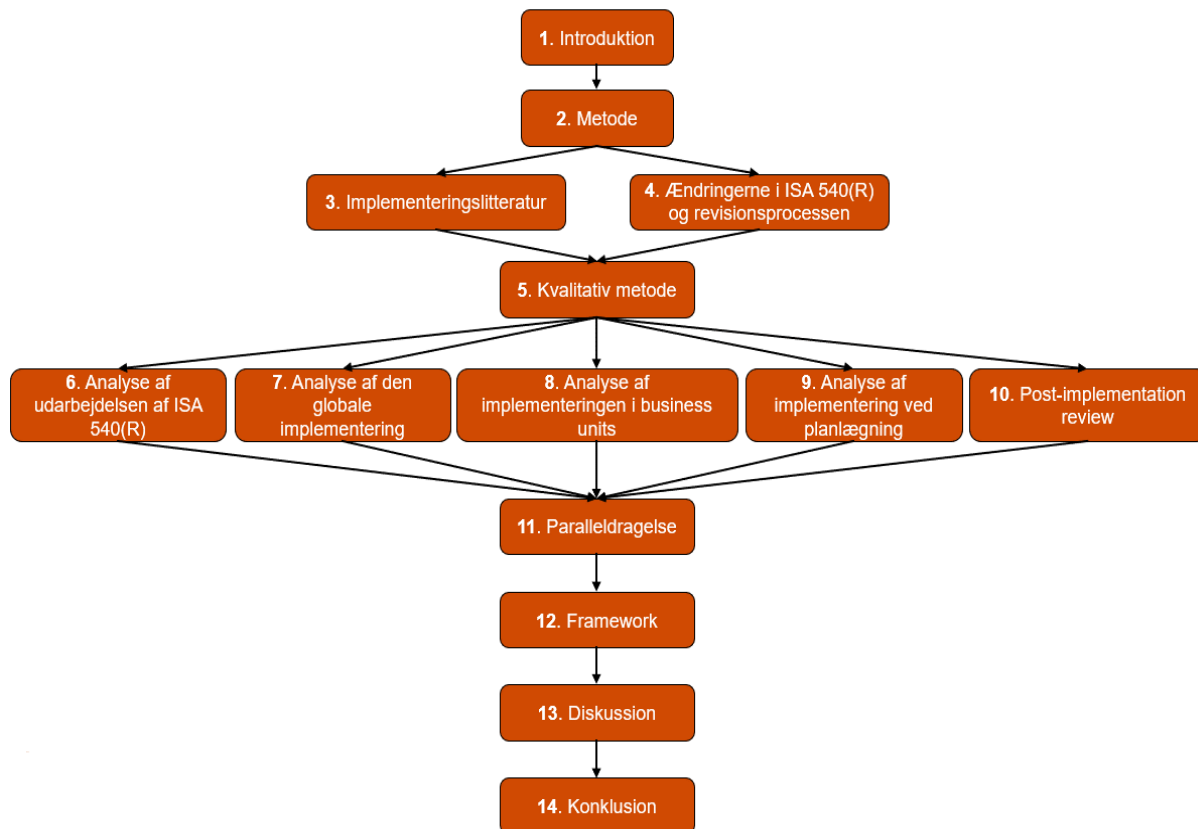 1. Introduktion
2. Metode
3. Implementeringslitteratur
4. Ændringerne i ISA 540(R)
og revisionsprocessen
5. Kvalitativ metode
6. Analyse af
udarbejdelsen af ISA
540(R)
7. Analyse af den
globale
implementering
8. Analyse af
implementeringen i business
units
9. Analyse af
implementering ved
planlægning
10. Post-implementation
review
11. Paralleldragelse
12. Framework
13. Diskussion
14. Konklusion